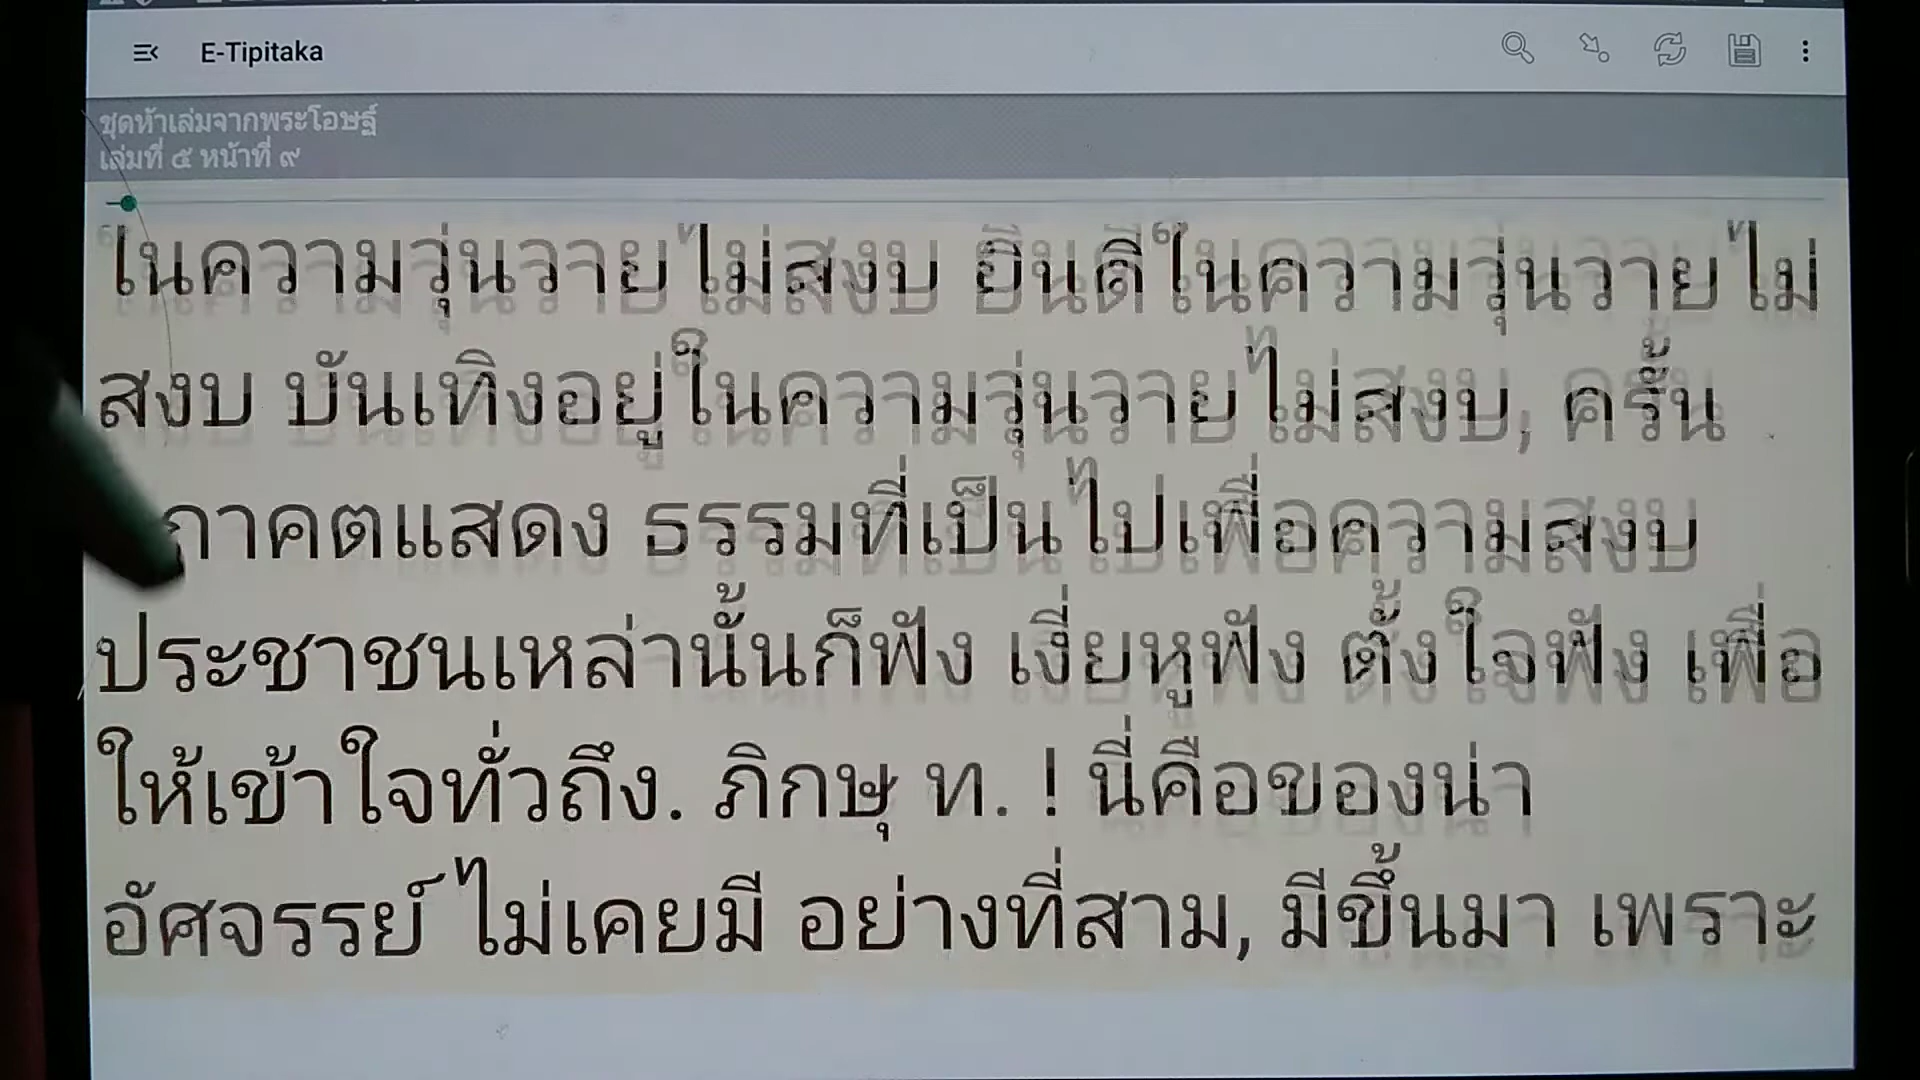 E-Tipitaka
ชุดห้าเล่มจากพระโอษฐ์
เล่มที่ ๕ หน้าที่ ๙
ในความวุ่นวายไม่สงบ ยินดีในความวุ่นวายไม่
สงบ บันเทิงอยู่ในความวุ่นวายไม่สงบ, ครั้น
ถาคตแสดง ธรรมที่เป็นไปเพื่อความสงบ
ประชาชนเหล่านั้นก็ฟัง เงี่ยหูฟัง ตั้งใจฟัง เพื่อ
ให้เข้าใจทั่วถึง. ภิกษุ ท. ! นี่คือของน่า
อัศจรรย์ ไม่เคยมี อย่างที่สาม, มีขึ้นมา เพราะ